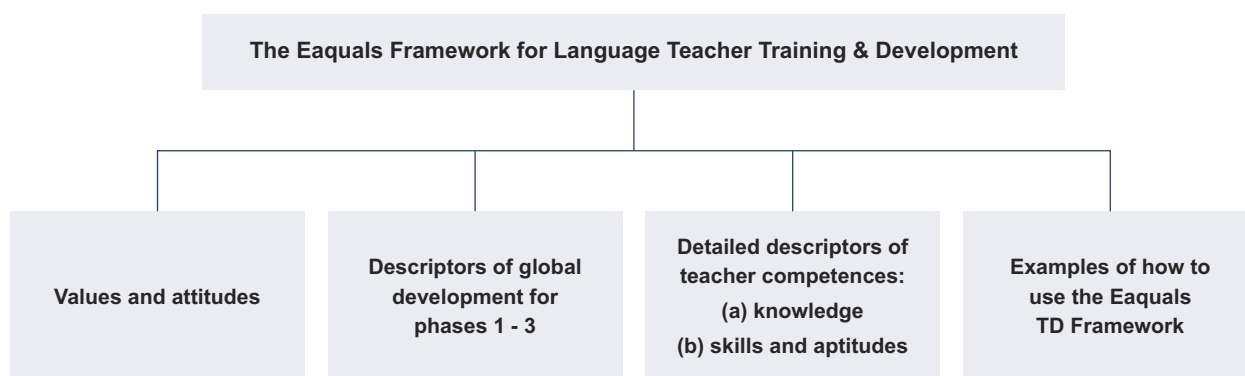 The Eaquals Framework for Language Teacher Training & Development
Values and attitudes
Descriptors of global
development for
phases 1 - 3
Detailed descriptors of
teacher competences:
(a) knowledge
(b) skills and aptitudes
Examples of how to
use the Eaquals
TD Framework